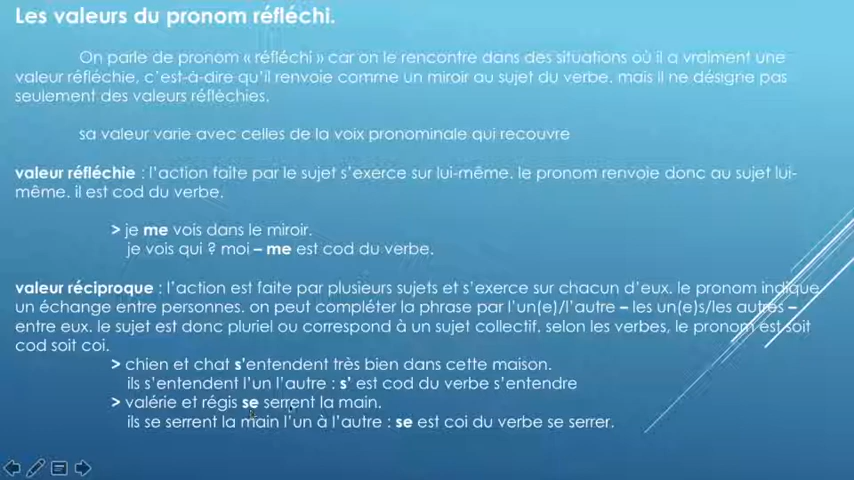 Les valeurs du pronom réfléchi.
On parle de pronom « réfléchi » car on le rencontre dans des situations où il a vraiment une
valeur réfléchie, c'est-à-dire qu'il renvoie comme un miroir au sujet du verbe. mais il ne désigne pas
seulement des valeurs réfléchies.
sa valeur varie avec celles de la voix pronominale qui recouvre
valeur réfléchie : l'action faite par le sujet s'exerce sur lui-même. le pronom renvoie donc au sujet lui-
même. il est cod du verbe.
> je me vois dans le miroir.
je vois qui ? moi – me est cod du verbe.
valeur réciproque : l'action est faite par plusieurs sujets et s'exerce sur chacun d'eux. le pronom indique
un échange entre personnes. on peut compléter la phrase par l'un(e)/l'autre – les un(e)s/les autres –
entre eux. le sujet est donc pluriel ou correspond à un sujet collectif. selon les verbes, le pronom est soit
cod soit coi.
> chien et chat s'entendent très bien dans cette maison.
ils s'entendent l'un l'autre : s' est cod du verbe s'entendre
> valérie et régis se serrent la main.
ils se serrent la main l'un à l'autre : se est coi du verbe se serrer.